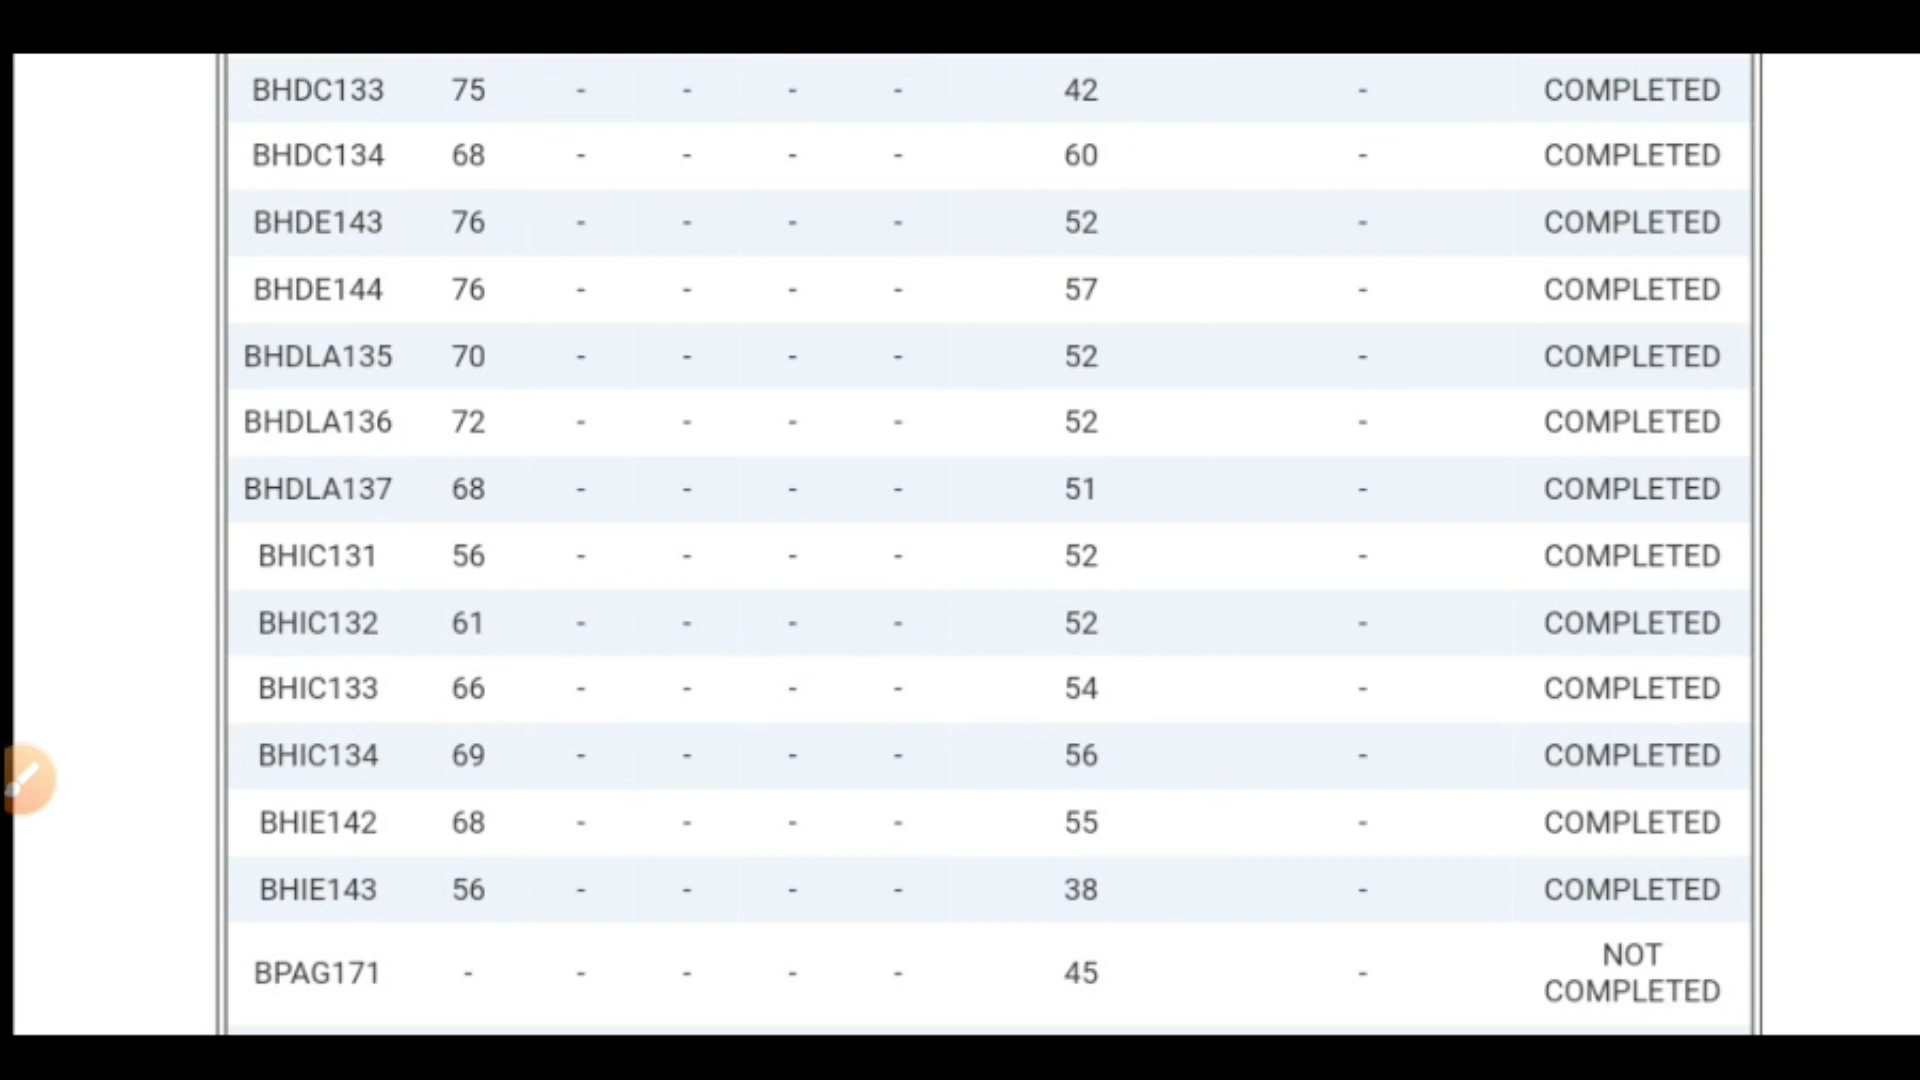 BHDC133 75 - - - - 42 - COMPLETED
BHDC134 68 - - - - 60 - COMPLETED
BHDE143 76 - - - - 52 - COMPLETED
BHDE144 76 - - - - 57 - COMPLETED
BHDLA135 70 - - - - 52 - COMPLETED
BHDLA136 72 - - - - 52 - COMPLETED
BHDLA137 68 - - - - 51 - COMPLETED
BHIC131 56 - - - - 52 - COMPLETED
BHIC132 61 - - - - 52 - COMPLETED
BHIC133 66 - - - - 54 - COMPLETED
BHIC134 69 - - - - 56 - COMPLETED
BHIE142 68 - - - - 55 - COMPLETED
BHIE143 56 - - - - 38 - COMPLETED
BPAG171 - - - - - 45 - NOT
COMPLETED